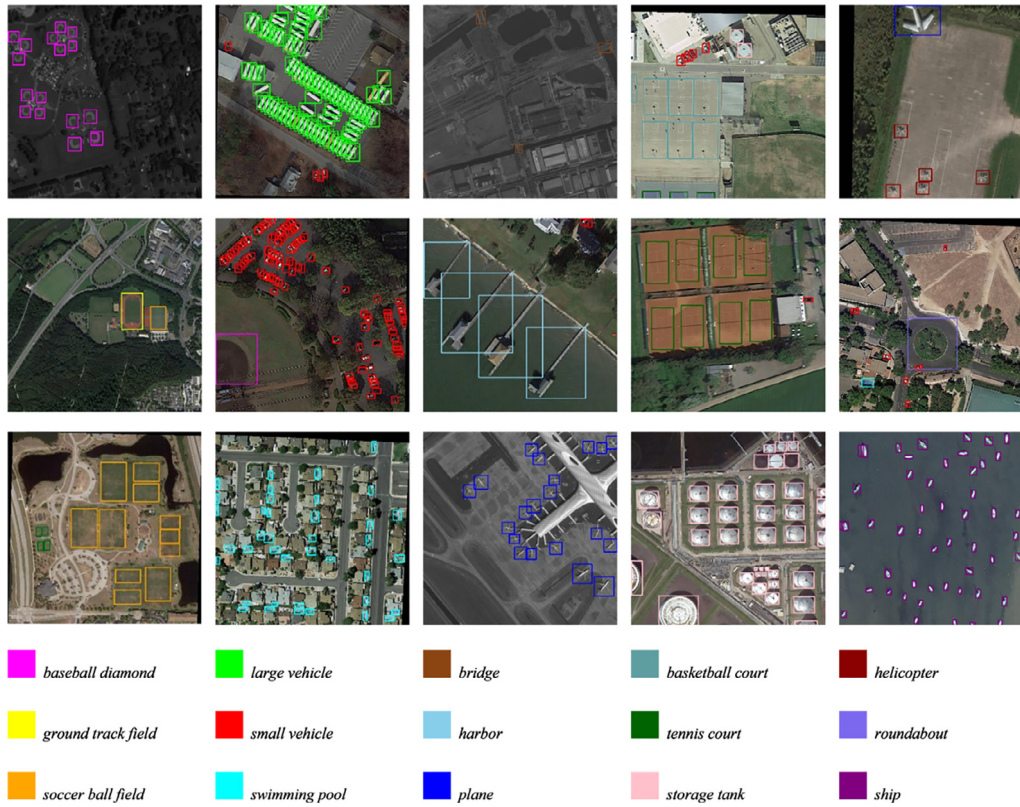 baseball diamond
large vehicle
bridge
basketball court
helicopter
ground track field
small vehicle
harbor
tennis court
roundabout
soccer ball field
swimming pool
plane
storage tank
ship